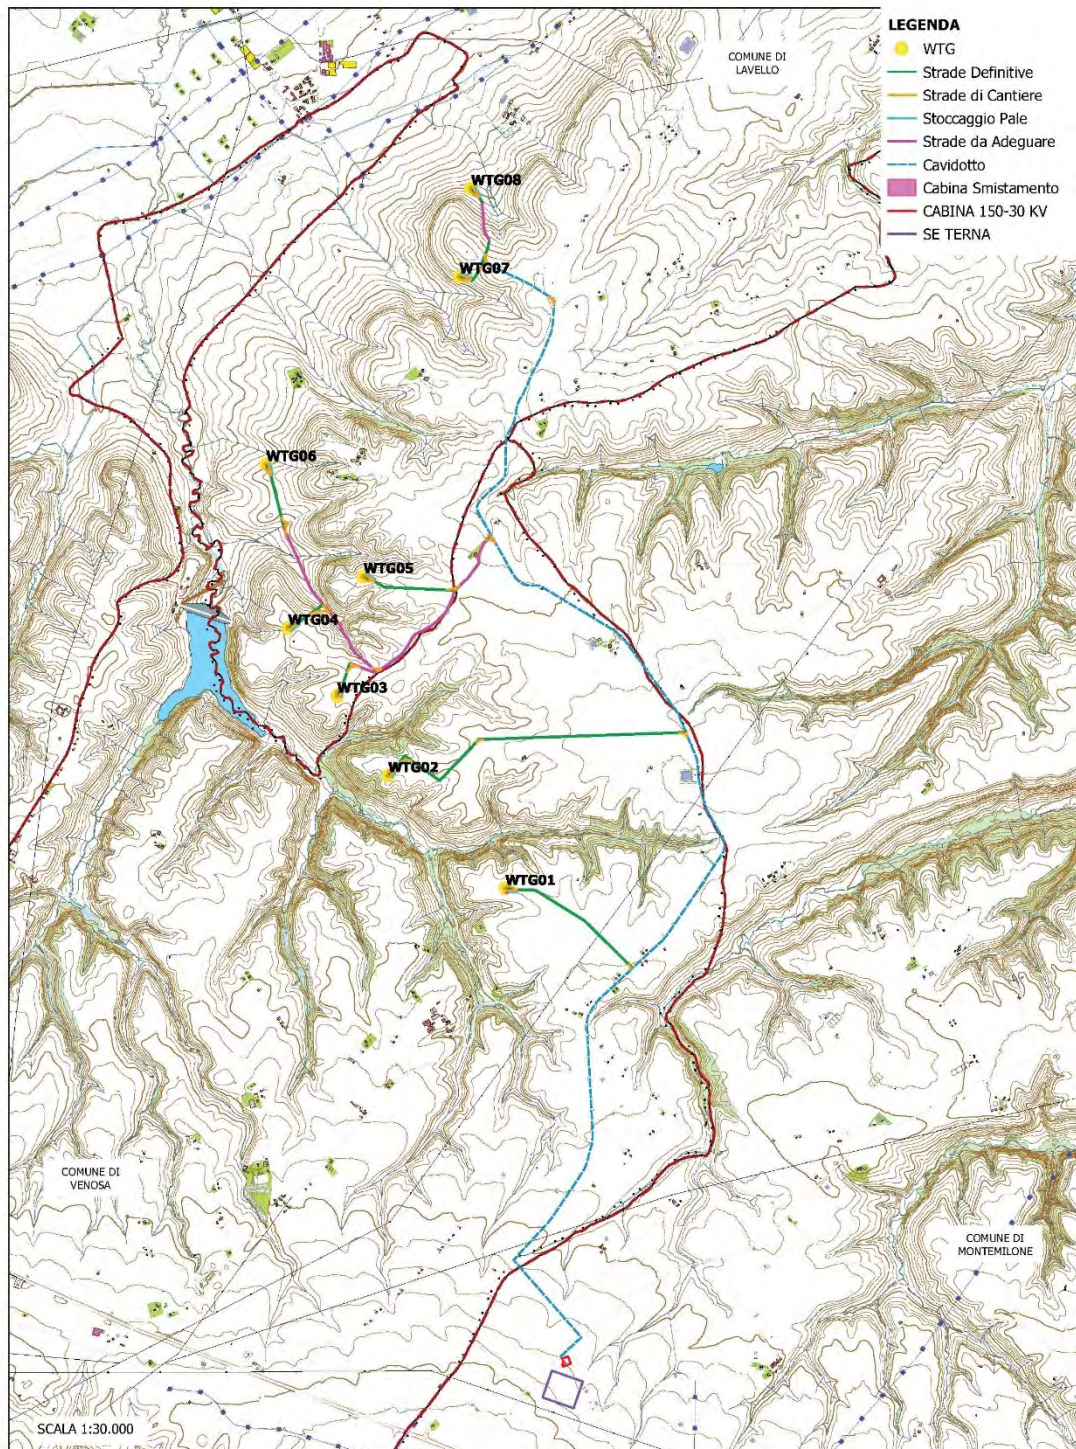 LEGENDA
WTG
Strade Definitive
Strade di Cantiere
Stoccaggio Pale
Strade da Adeguare
Cavidotto
Cabina Smistamento
CABINA 150-30 KV
SE TERNA
COMUNE DI
LAVELLO
WTG08
WTG07
WTG06
WTG05
WTG04
WTG03
WTG02
WTG01
COMUNE DI
VENOSA
COMUNE DI
MONTEMILONE
SCALA 1:30.000